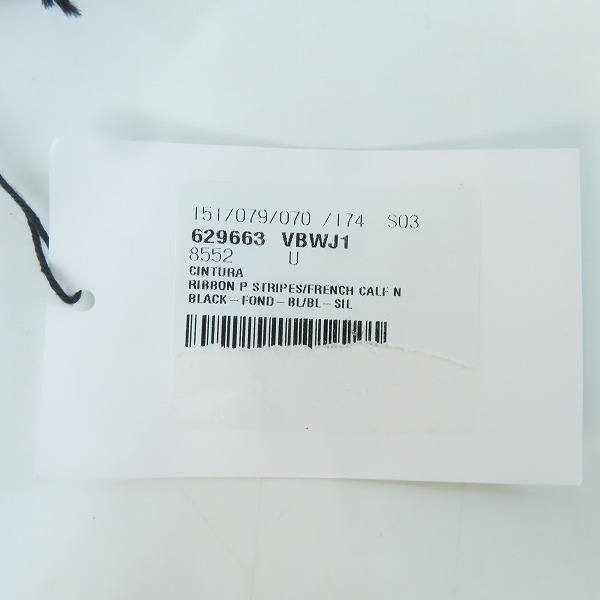 151/079/070 /174 S03
629663 VBWJ1
8552 U
CINTURA
RIBBON P STRIPES/FRENCH CALF N
BLACK-FOND-BL/BL-SIL